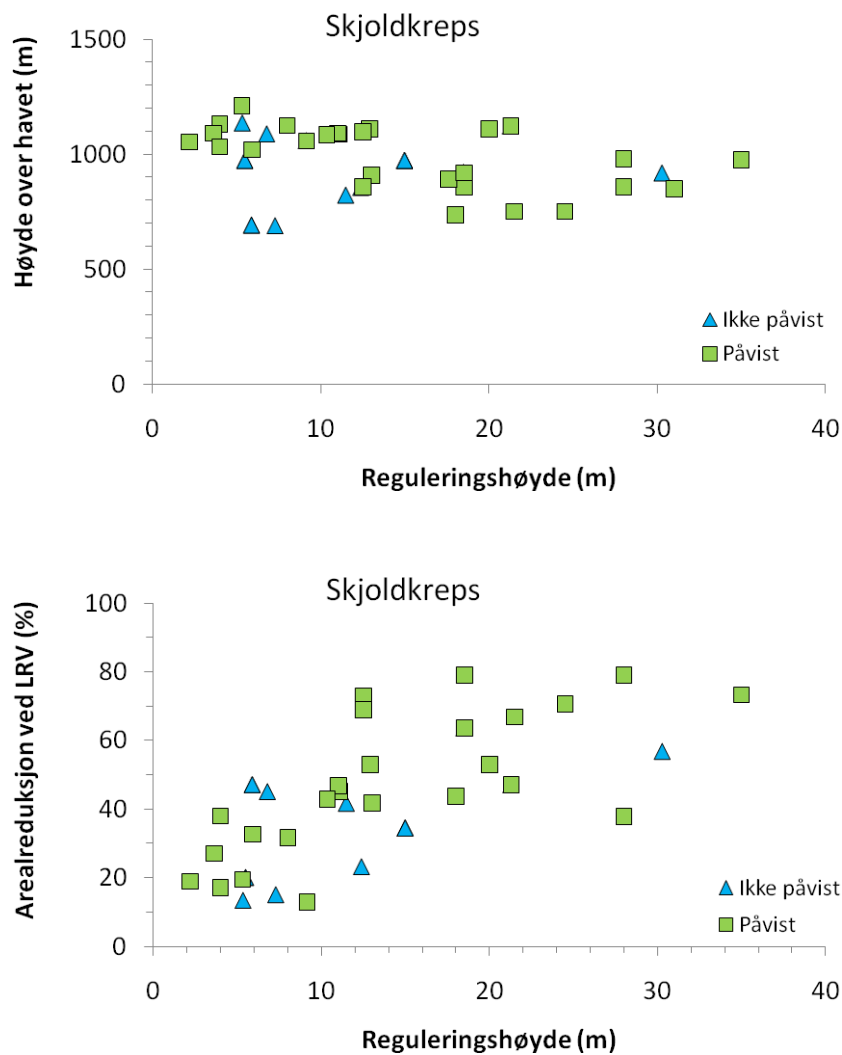 Skjoldkreps
Høyde over havet (m)
1500
1000
500
0
Ikke påvist
Påvist
0 10 20 30 40
Reguleringshøyde (m)
Skjoldkreps
Arealreduksjon ved LRV (%)
100
80
60
40
20
0
Ikke påvist
Påvist
0 10 20 30 40
Reguleringshøyde (m)